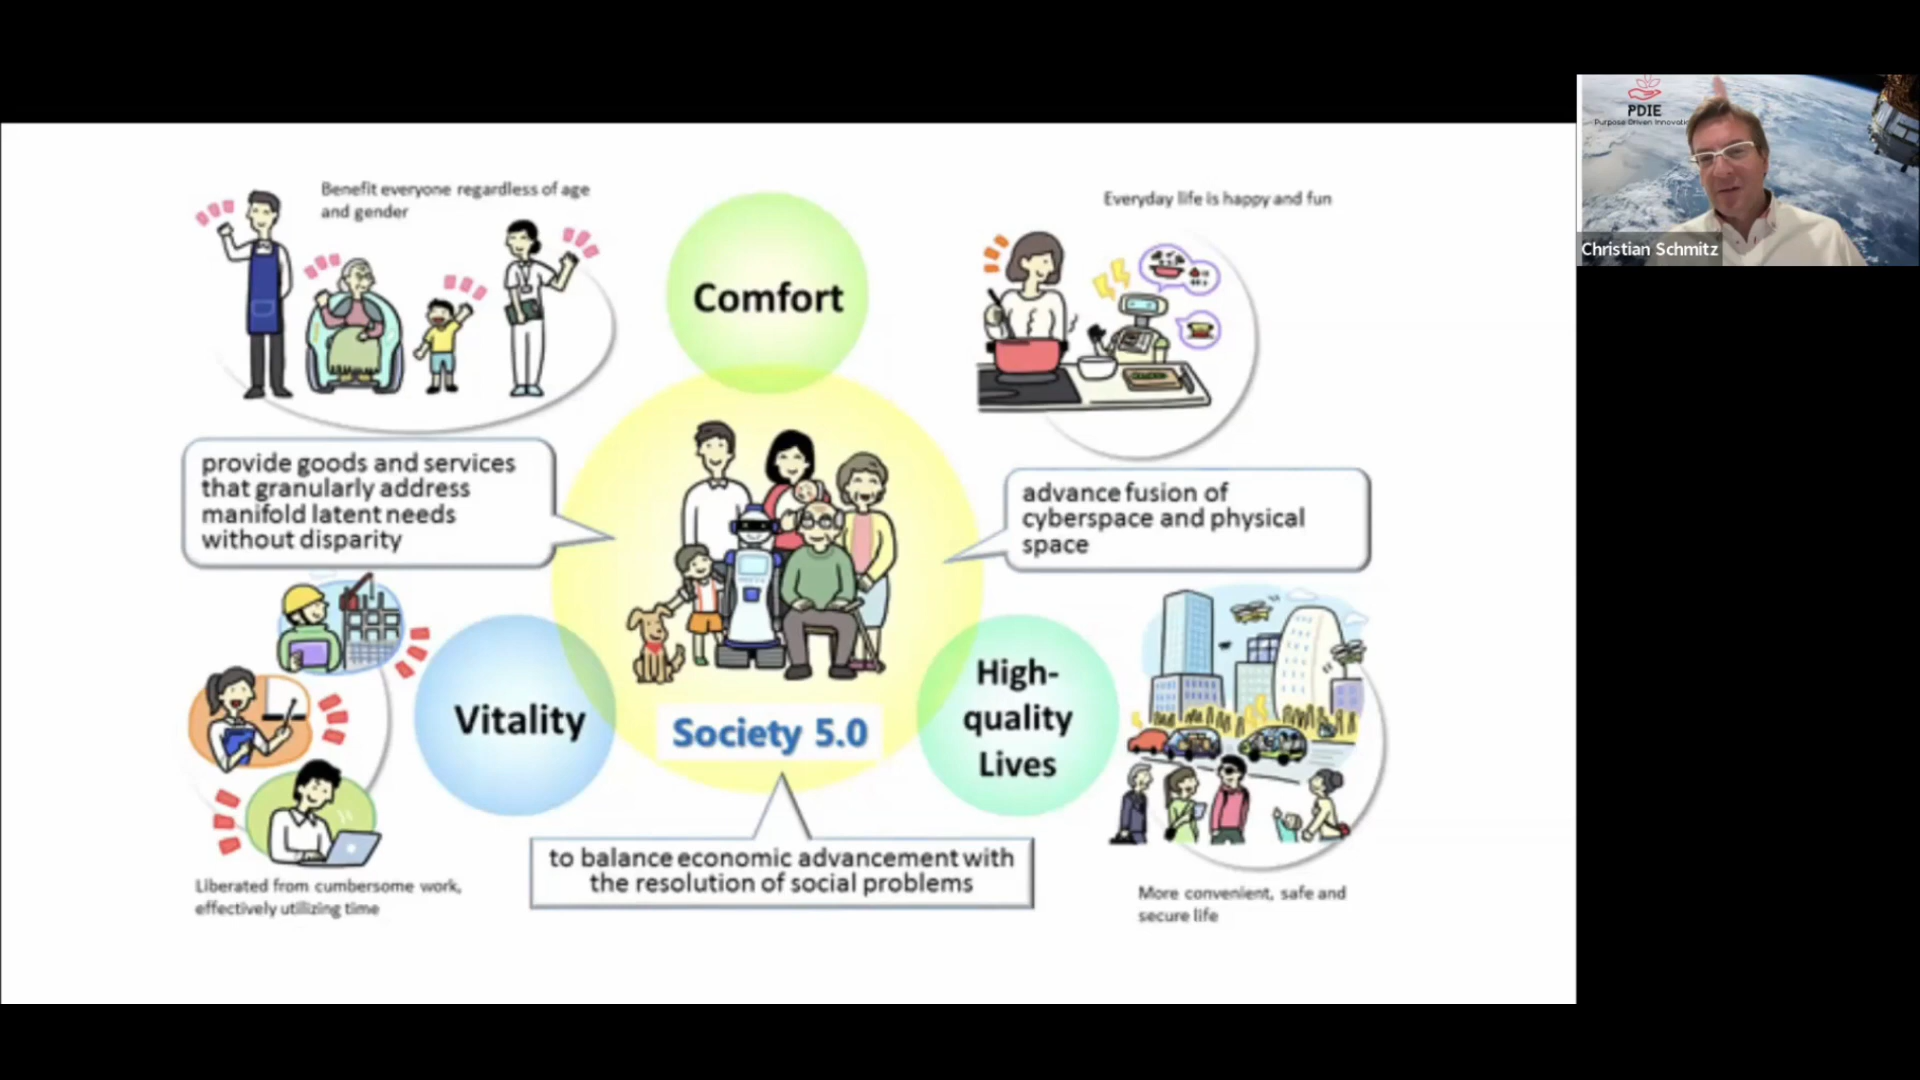 Benefit everyone regardless of age
and gender
Comfort
Everyday life is happy and fun
provide goods and services
that granularly address
manifold latent needs
without disparity
advance fusion of
cyberspace and physical
space
Vitality
Society 5.0
High-
quality
Lives
to balance economic advancement with
the resolution of social problems
Liberated from cumbersome work,
effectively utilizing time
More convenient, safe and
secure life
PDIE
Purpose Driven
Christian Schmitz